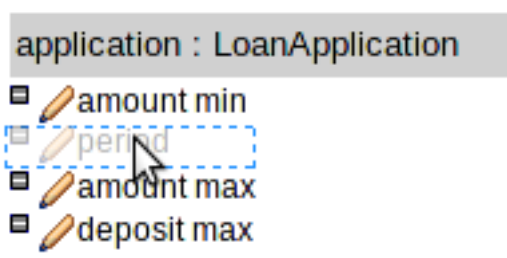 application : LoanApplication
amount min
period
amount max
deposit max